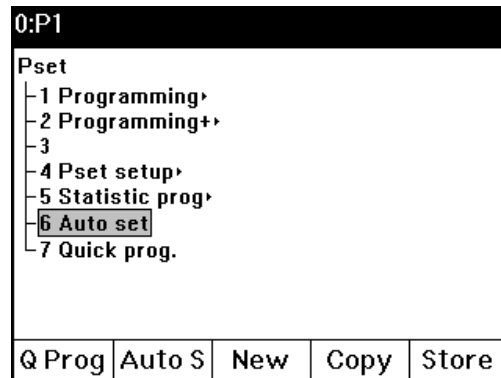 0:P1
Pset
1 Programming
2 Programming+
3
4 Pset setup
5 Statistic prog
6 Auto set
7 Quick prog.
Q Prog Auto S New Copy Store